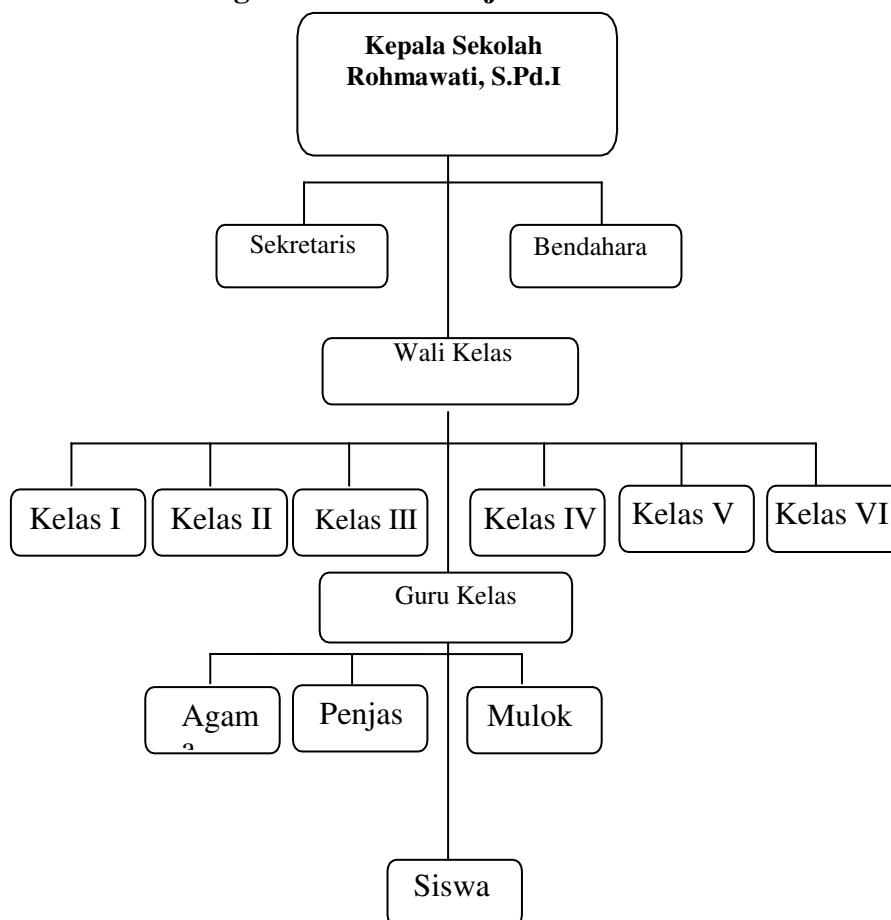 Kepala Sekolah
Rohmawati, S.Pd.I
Sekretaris
Bendahara
Wali Kelas
Kelas I
Kelas II
Kelas III
Kelas IV
Kelas V
Kelas VI
Guru Kelas
Agam
a
Penjas
Mulok
Siswa